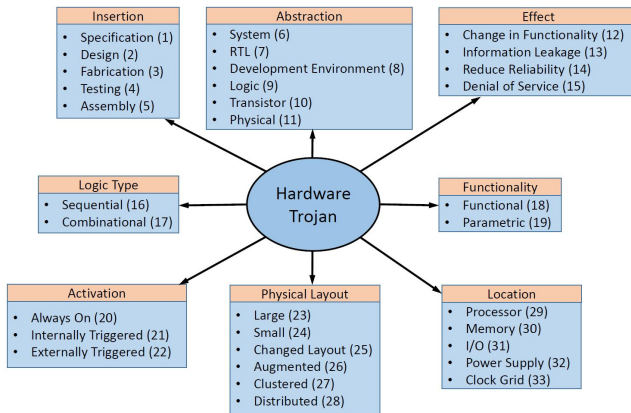 Insertion
• Specification (1)
• Design (2)
• Fabrication (3)
• Testing (4)
• Assembly (5)
Abstraction
• System (6)
• RTL (7)
• Development Environment (8)
• Logic (9)
• Transistor (10)
• Physical (11)
Effect
• Change in Functionality (12)
• Information Leakage (13)
• Reduce Reliability (14)
• Denial of Service (15)
Logic Type
• Sequential (16)
• Combinational (17)
Hardware
Trojan
Functionality
• Functional (18)
• Parametric (19)
Activation
• Always On (20)
• Internally Triggered (21)
• Externally Triggered (22)
Physical Layout
• Large (23)
• Small (24)
• Changed Layout (25)
• Augmented (26)
• Clustered (27)
• Distributed (28)
Location
• Processor (29)
• Memory (30)
• I/O (31)
• Power Supply (32)
• Clock Grid (33)